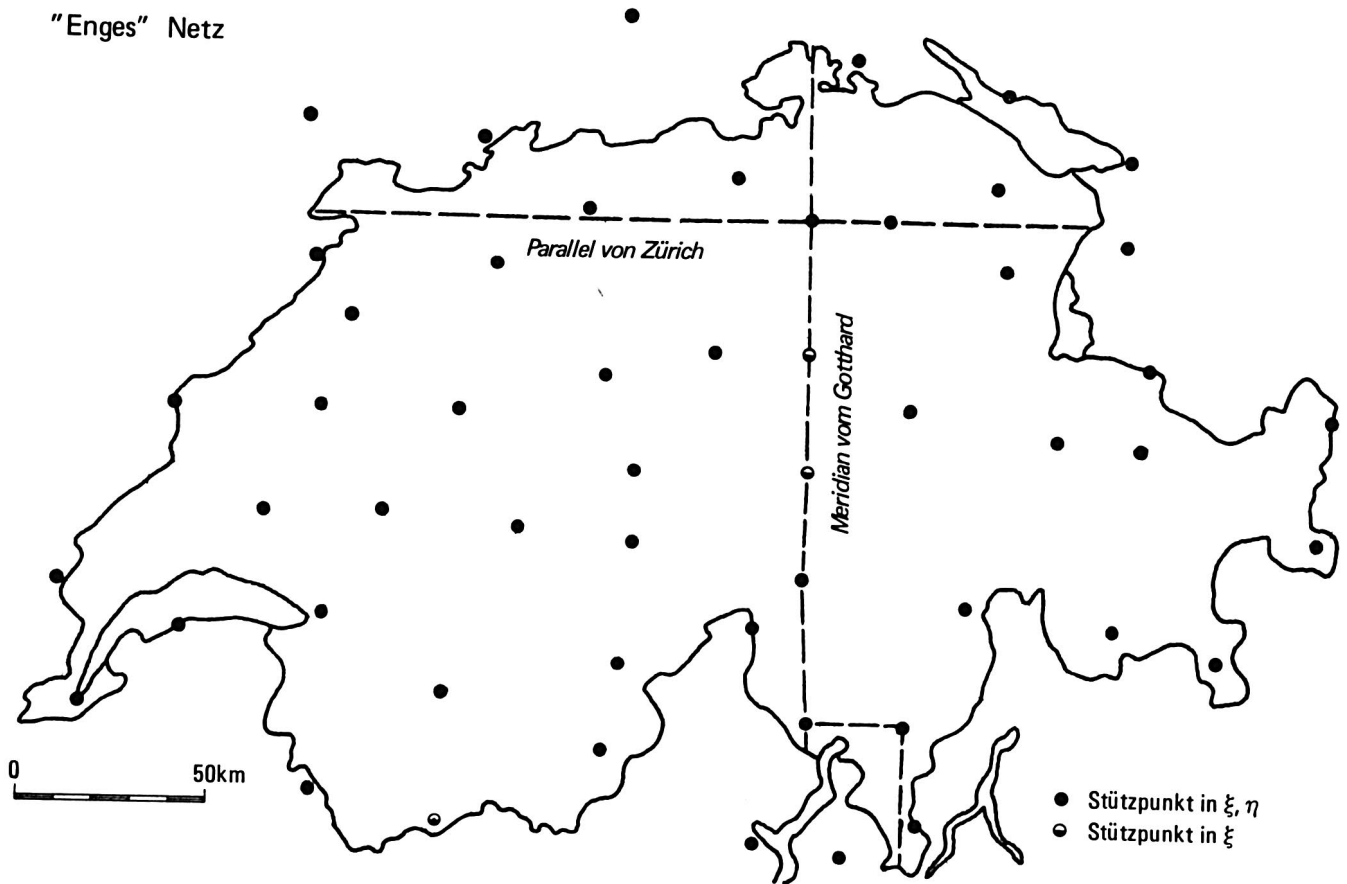 "Enges" Netz
Parallel von Zürich
Meridian vom Gotthard
0 50km
Stützpunkt in ξ, η
Stützpunkt in ξ